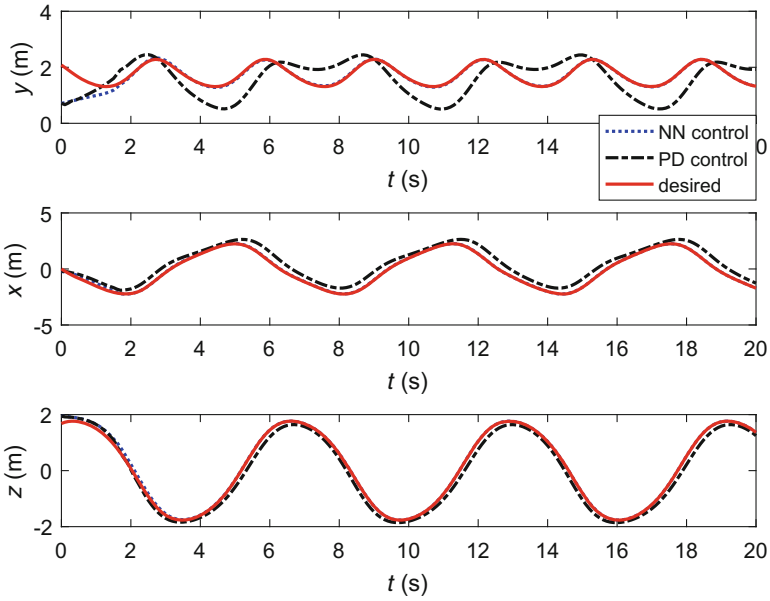 4
y (m)
2
0
0 2 4 6 8 10 12 14 0
t (s)
NN control
PD control
desired
5
x (m)
0
-5
0 2 4 6 8 10 12 14 16 18 20
t (s)
2
z (m)
0
-2
0 2 4 6 8 10 12 14 16 18 20
t (s)